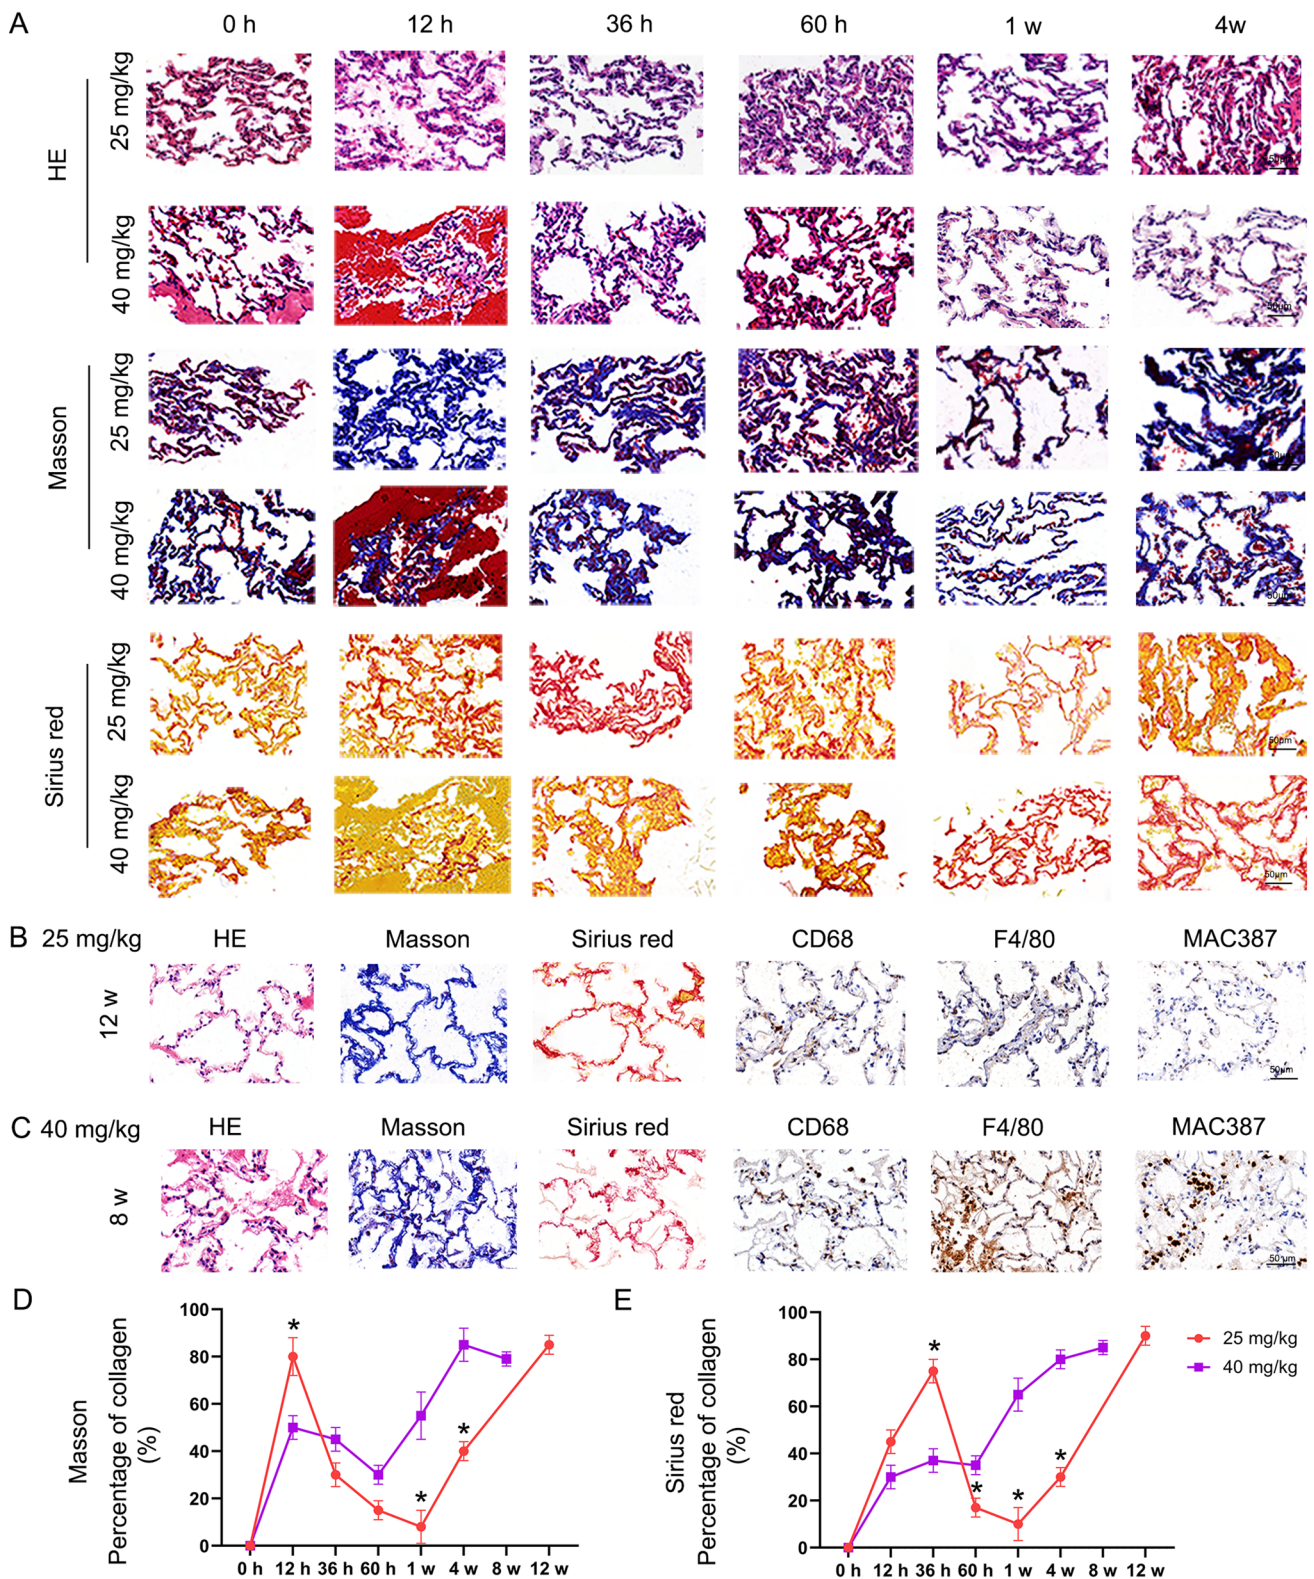 A
0 h 12 h 36 h 60 h 1 w 4w
HE
25 mg/kg
50μm
40 mg/kg
50μm
Masson
25 mg/kg
50μm
40 mg/kg
50μm
Sirius red
25 mg/kg
50μm
40 mg/kg
50μm
B 25 mg/kg HE Masson Sirius red CD68 F4/80 MAC387
12 w
50μm
C 40 mg/kg HE Masson Sirius red CD68 F4/80 MAC387
8 w
50 μm
D
Masson
Percentage of collagen
(%)
100
80
60
40
20
0
* * *
0 h 12 h 36 h 60 h 1 w 4 w 8 w 12 w
E
Sirius red
Percentage of collagen
(%)
100
80
60
40
20
0
* * * *
0 h 12 h 36 h 60 h 1 w 4 w 8 w 12 w
25 mg/kg
40 mg/kg